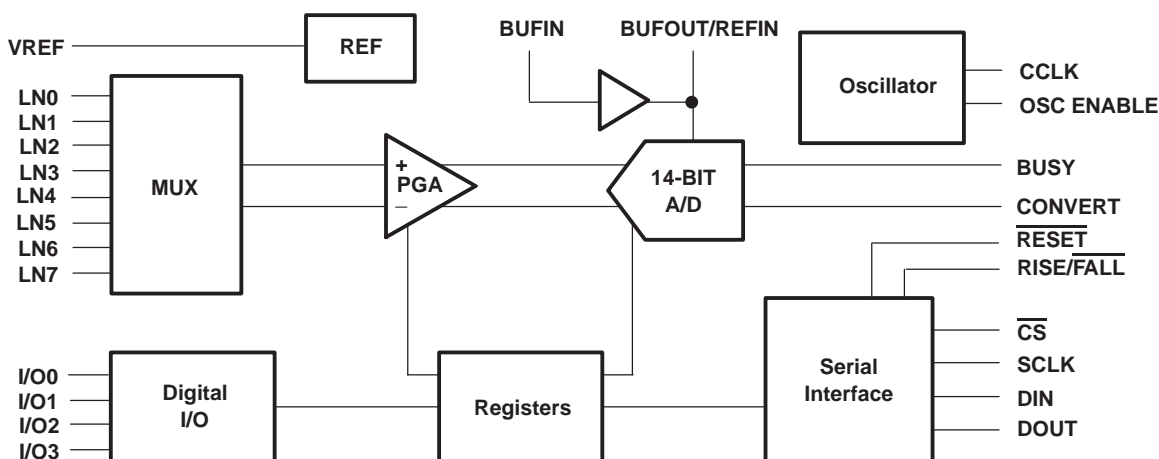 VREF
REF
BUFIN
BUFOUT/REFIN
Oscillator
CCLK
OSC ENABLE
LN0
LN1
LN2
LN3
LN4
LN5
LN6
LN7
MUX
+
PGA
–
14-BIT
A/D
BUSY
CONVERT
RESET
RISE/FALL
I/O0
I/O1
I/O2
I/O3
Digital
I/O
Registers
Serial
Interface
CS
SCLK
DIN
DOUT